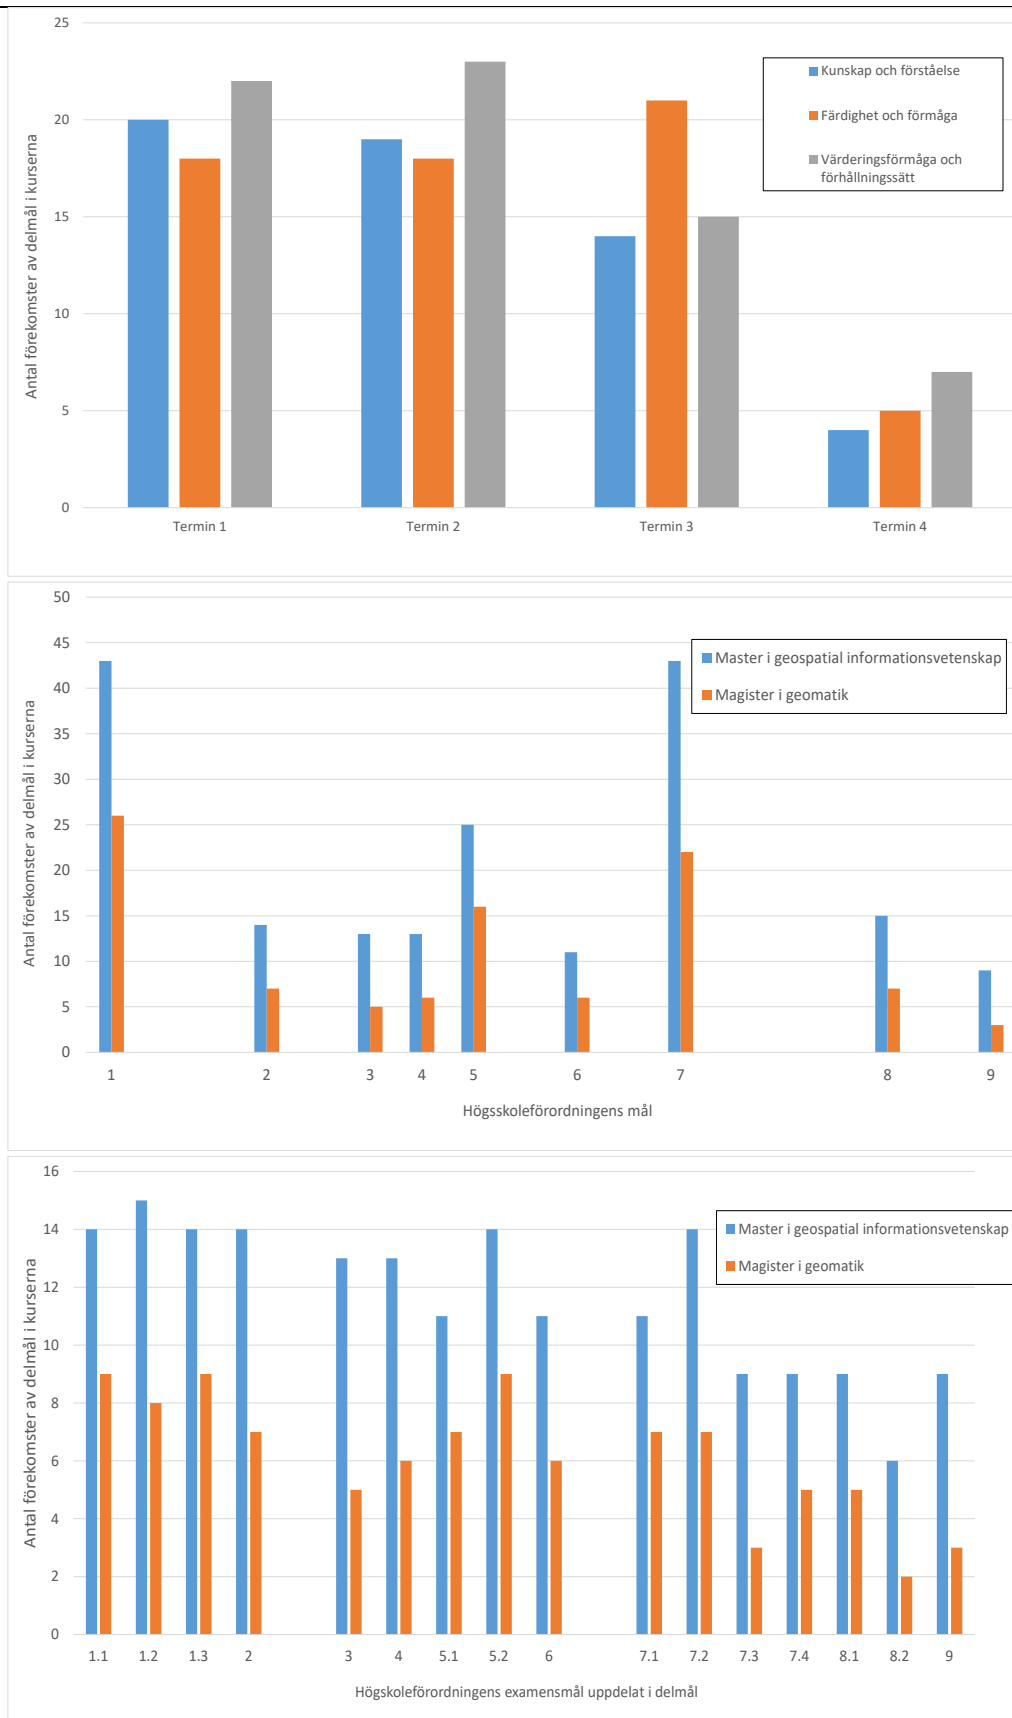 25
20
15
10
5
0
Antal förekomster av delmål i kurserna
Kunskap och förståelse
Färdighet och förmåga
Värderingsförmåga och
förhållningssätt
Termin 1 Termin 2 Termin 3 Termin 4
50
45
40
35
30
25
20
15
10
5
0
Antal förekomster av delmål i kurserna
Master i geospatial informationsvetenskap
Magister i geomatik
1 2 3 4 5 6 7 8 9
Högsskoleförordningens mål
16
14
12
10
8
6
4
2
0
Antal förekomster av delmål i kurserna
Master i geospatial informationsvetenskap
Magister i geomatik
1.1 1.2 1.3 2 3 4 5.1 5.2 6 7.1 7.2 7.3 7.4 8.1 8.2 9
Högskoleförordningens examensmål uppdelat i delmål